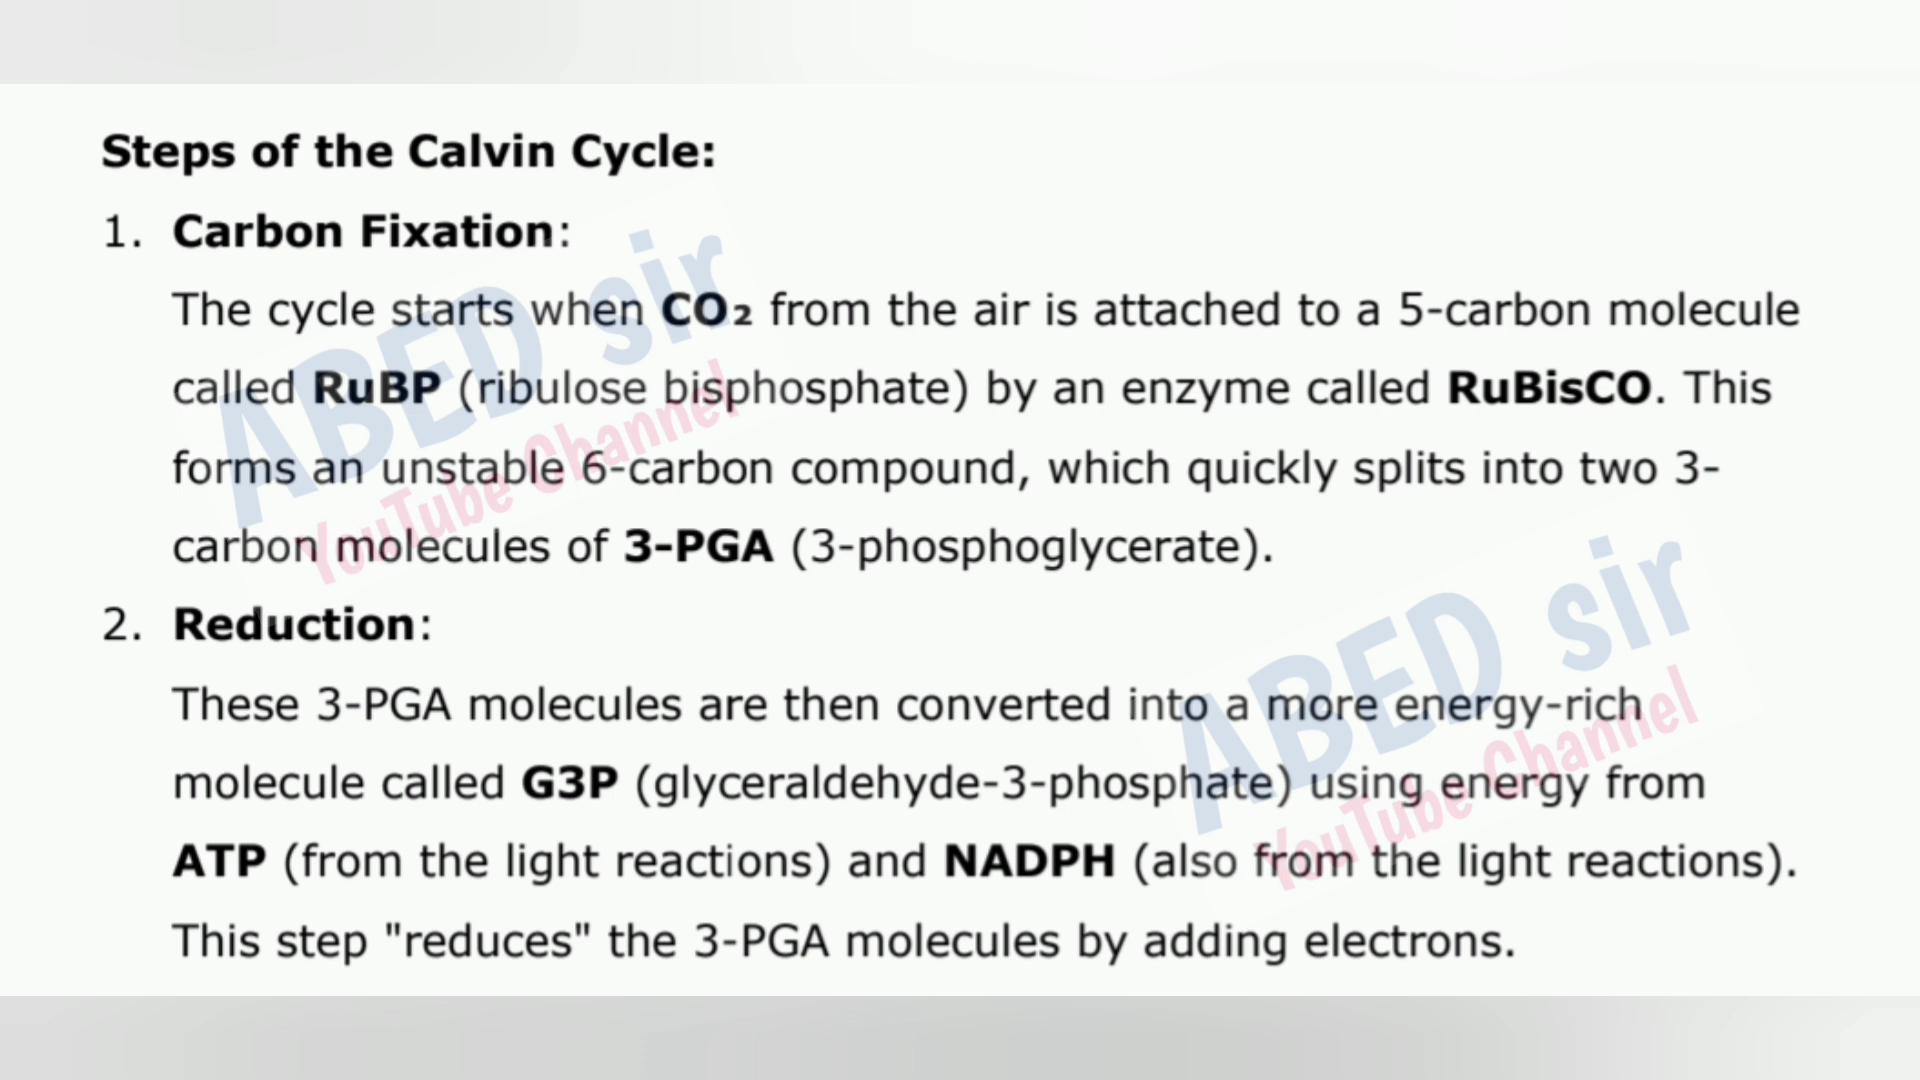 Steps of the Calvin Cycle:
1. Carbon Fixation:
The cycle starts when CO₂ from the air is attached to a 5-carbon molecule
called RuBP (ribulose bisphosphate) by an enzyme called RuBisCO. This
forms an unstable 6-carbon compound, which quickly splits into two 3-
carbon molecules of 3-PGA (3-phosphoglycerate).
2. Reduction:
These 3-PGA molecules are then converted into a more energy-rich
molecule called G3P (glyceraldehyde-3-phosphate) using energy from
ATP (from the light reactions) and NADPH (also from the light reactions).
This step "reduces" the 3-PGA molecules by adding electrons.
ABED sir
YouTube Channel
ABED sir
YouTube Channel